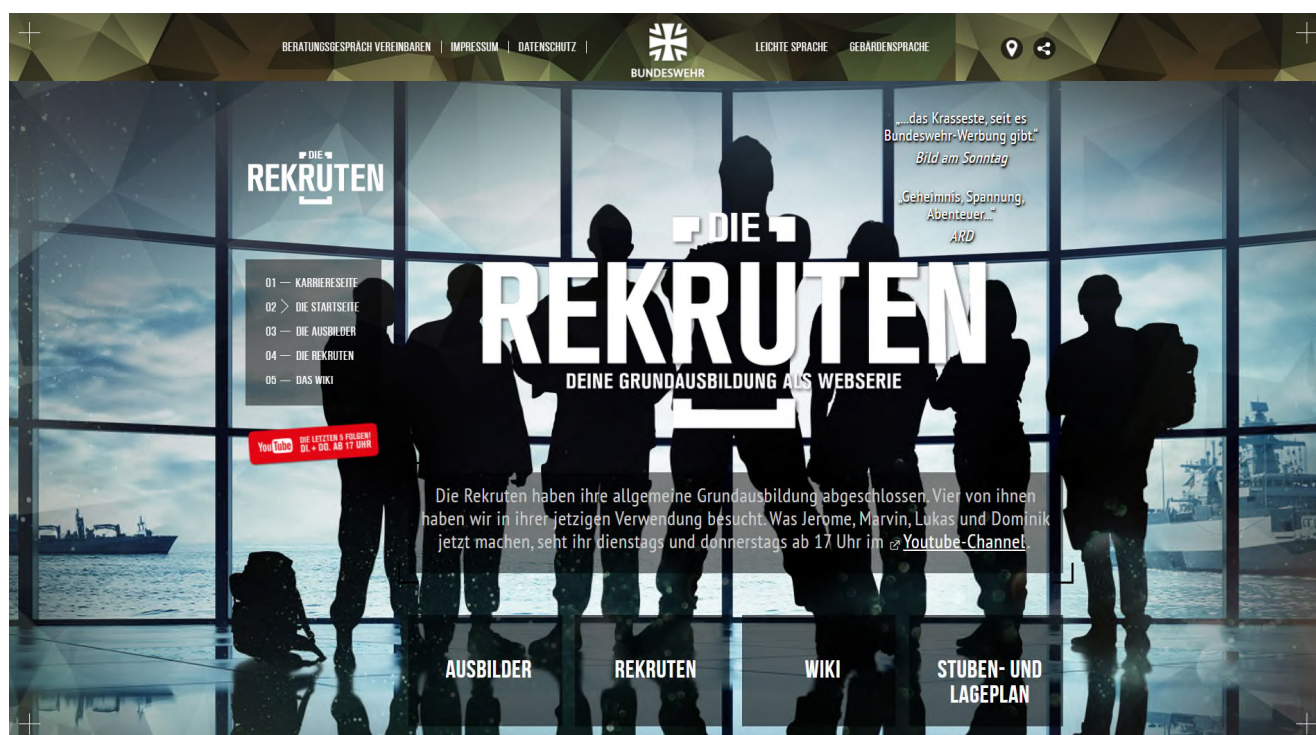 BERATUNGSGESPRÄCH VEREINBAREN | IMPRESSUM | DATENSCHUTZ |
BUNDESWEHR
LEICHTE SPRACHE GEBÄRDENSPRACHE
DIE
REKRUTEN
01 — KARRIERESEITE
02 > DIE STARTSEITE
03 — DIE AUSBILDER
04 — DIE REKRUTEN
05 — DAS WIKI
YouTube
DIE LETZTEN 5 FOLGEN!
DI. + DO. AB 17 UHR
„...das Krasseste, seit es
Bundeswehr-Werbung gibt."
Bild am Sonntag
„Geheimnis, Spannung,
Abenteuer..."
ARD
DIE
REKRUTEN
DEINE GRUNDAUSBILDUNG ALS WEBSERIE
Die Rekruten haben ihre allgemeine Grundausbildung abgeschlossen. Vier von ihnen
haben wir in ihrer jetzigen Verwendung besucht. Was Jerome, Marvin, Lukas und Dominik
jetzt machen, seht ihr dienstags und donnerstags ab 17 Uhr im Youtube-Channel.
AUSBILDER
REKRUTEN
WIKI
STUBEN- UND
LAGEPLAN